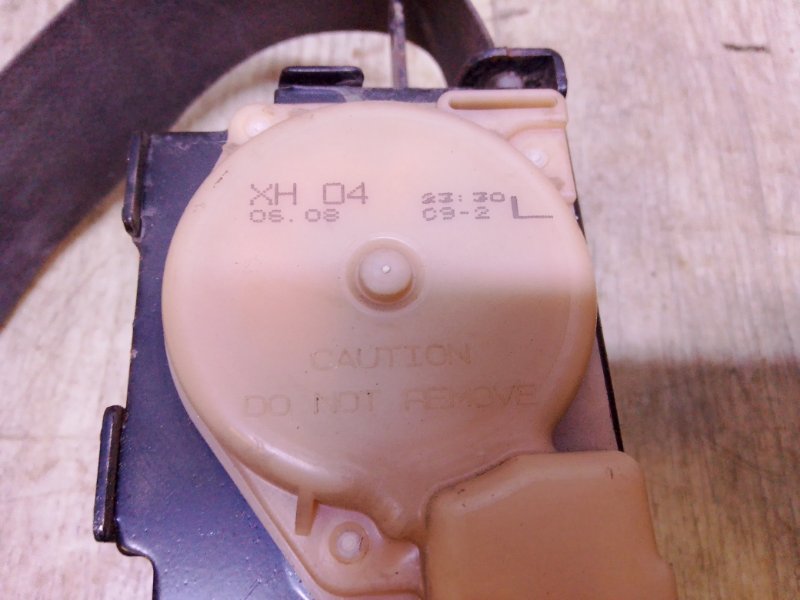 XH 04 23:30 L
06.08 C9-2
CAUTION
DO NOT REMOVE